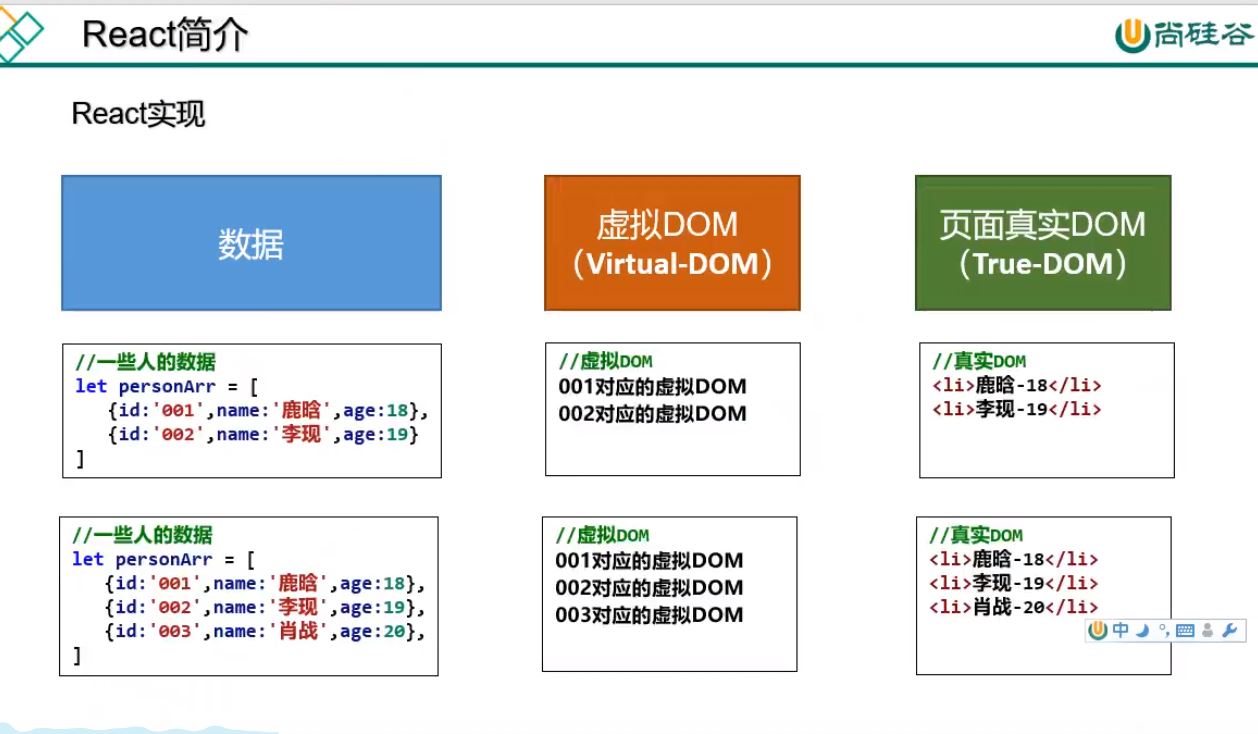 React简介
尚硅谷
React实现
数据
虚拟DOM
（Virtual-DOM）
页面真实DOM
（True-DOM）
//一些人的数据
let personArr = [
{id:'001',name:'鹿晗',age:18},
{id:'002',name:'李现',age:19}
]
//虚拟DOM
001对应的虚拟DOM
002对应的虚拟DOM
//真实DOM
<li>鹿晗-18</li>
<li>李现-19</li>
//一些人的数据
let personArr = [
{id:'001',name:'鹿晗',age:18},
{id:'002',name:'李现',age:19},
{id:'003',name:'肖战',age:20},
]
//虚拟DOM
001对应的虚拟DOM
002对应的虚拟DOM
003对应的虚拟DOM
//真实DOM
<li>鹿晗-18</li>
<li>李现-19</li>
<li>肖战-20</li>
中